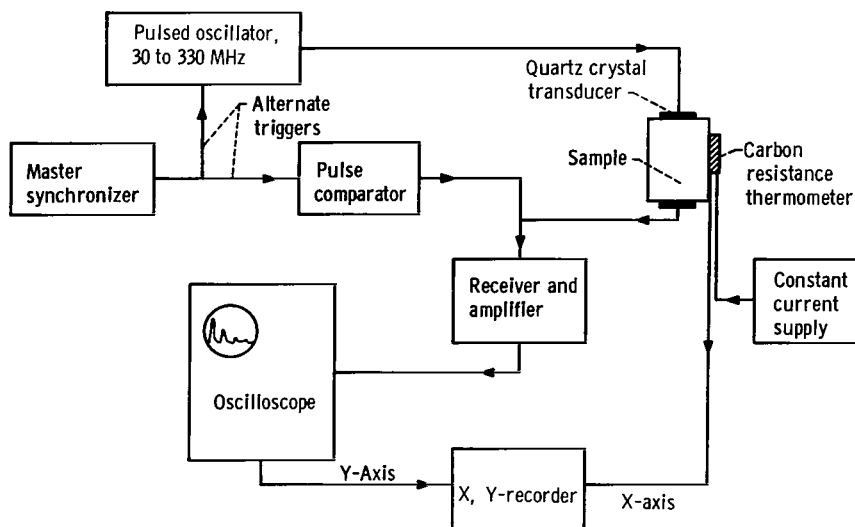 Pulsed oscillator,
30 to 330 MHz
Quartz crystal
transducer
Alternate
triggers
Master
synchronizer
Pulse
comparator
Sample
Carbon
resistance
thermometer
Receiver and
amplifier
Constant
current
supply
Oscilloscope
Y-Axis
X, Y-recorder
X-axis